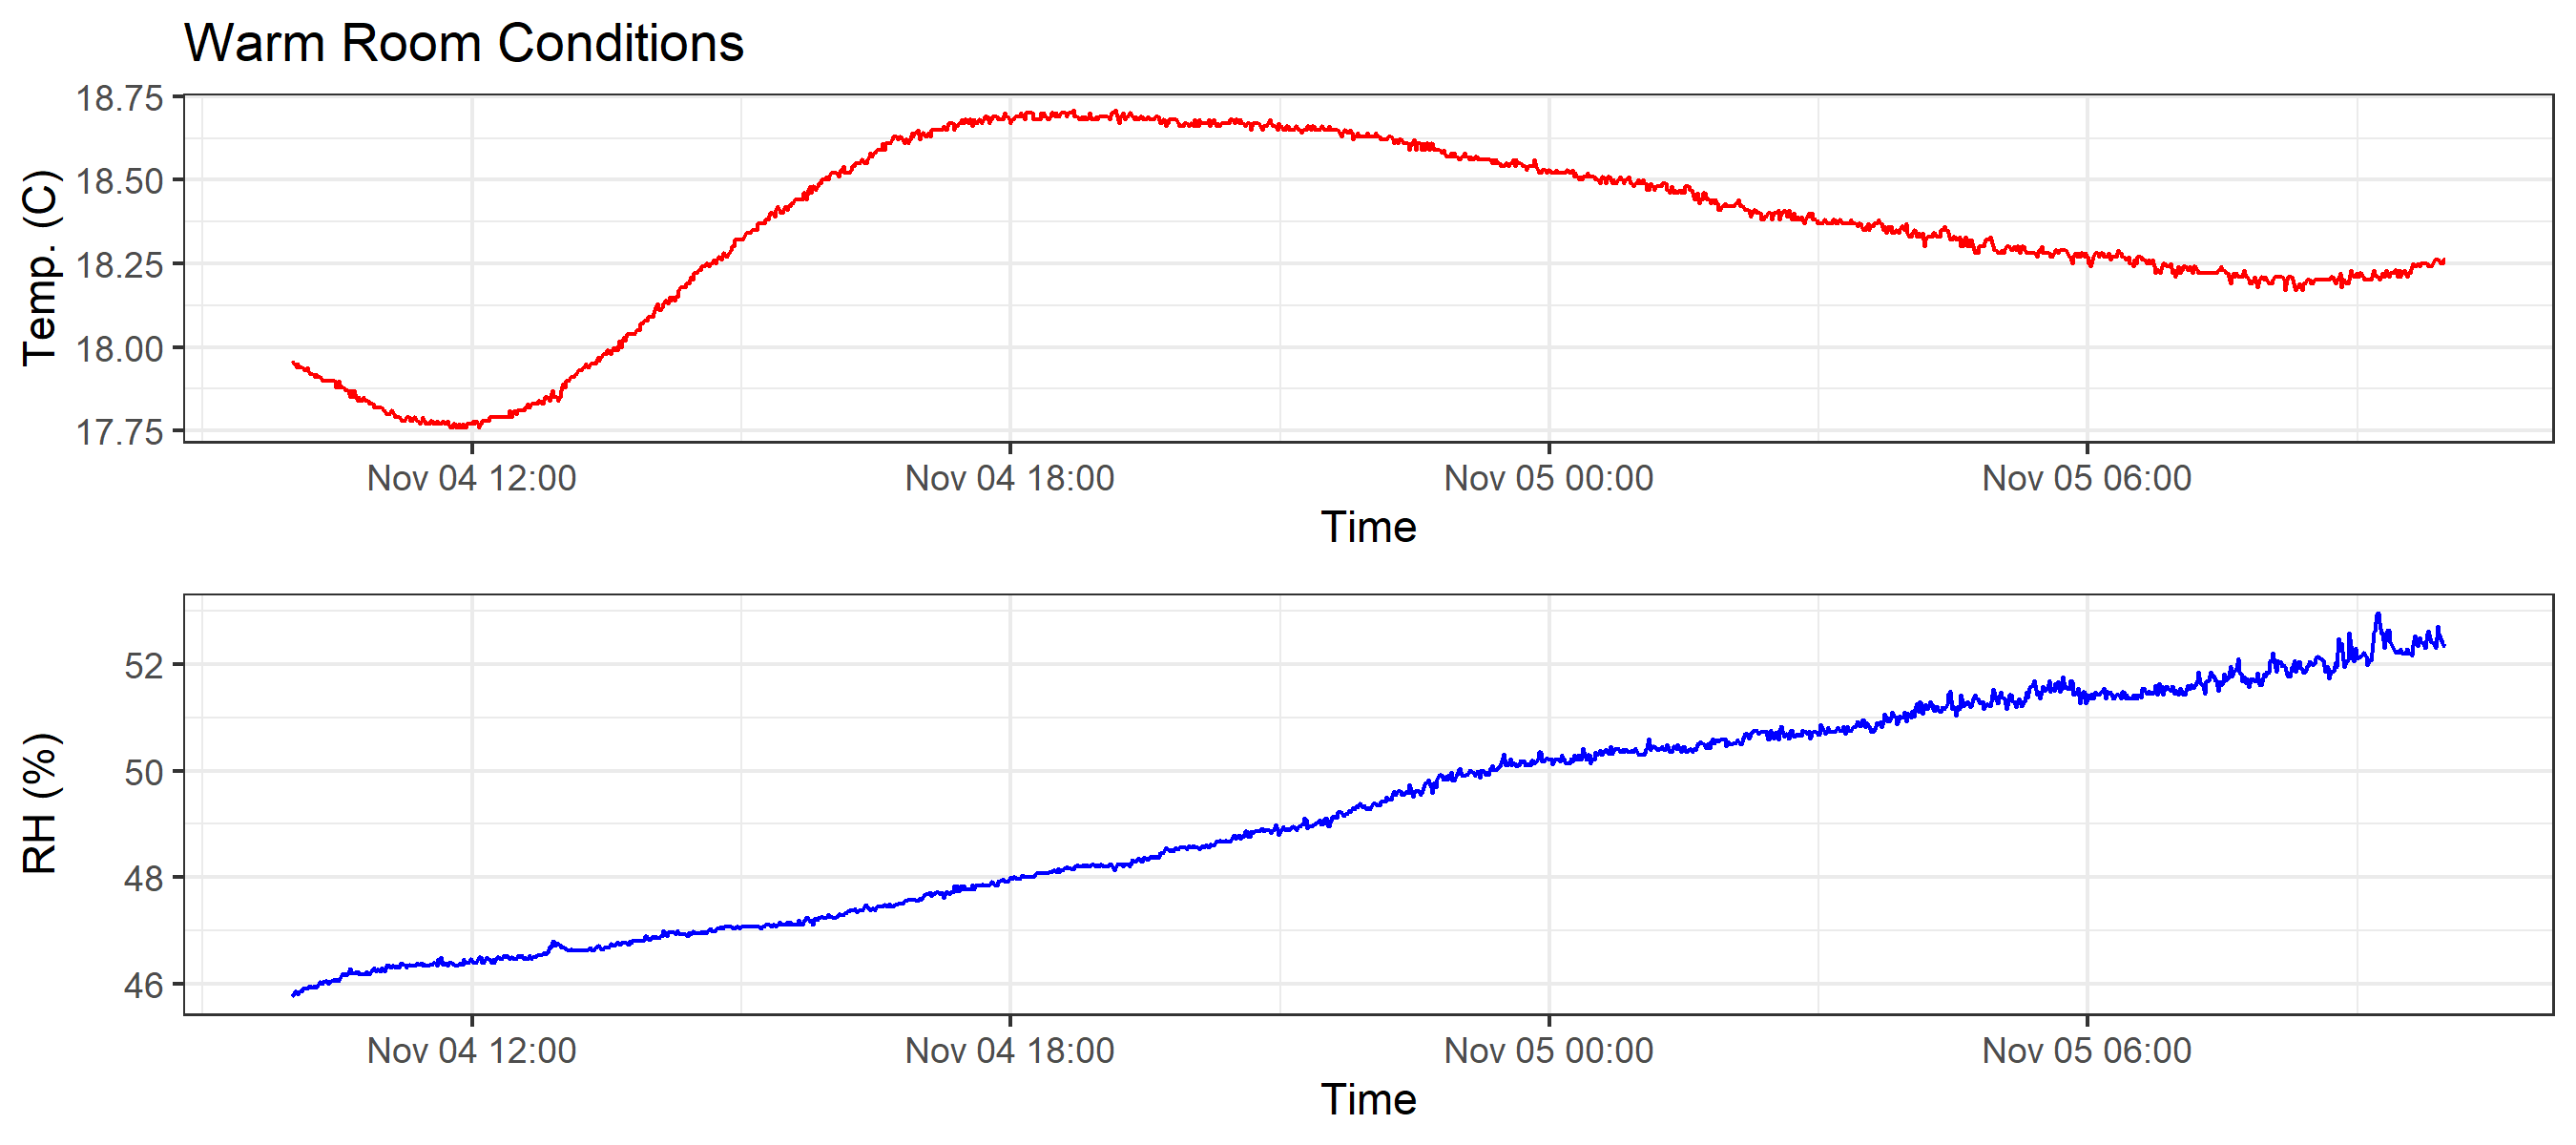 Warm Room Conditions
Temp. (C)
18.75
18.50
18.25
18.00
17.75
Nov 04 12:00 Nov 04 18:00 Nov 05 00:00 Nov 05 06:00
Time
RH (%)
52
50
48
46
Nov 04 12:00 Nov 04 18:00 Nov 05 00:00 Nov 05 06:00
Time